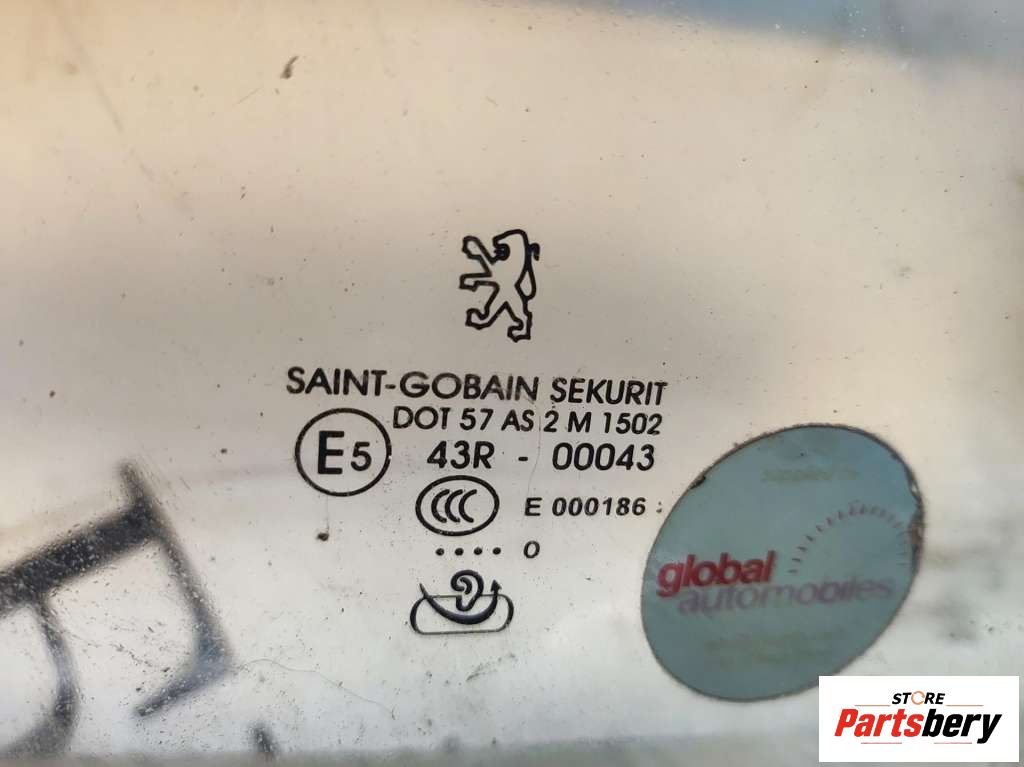 SAINT-GOBAIN SEKURIT
DOT 57 AS 2 M 1502
E5 43R - 00043
CCC E 000186
.... O
global
automobiles
STORE
Partsbery